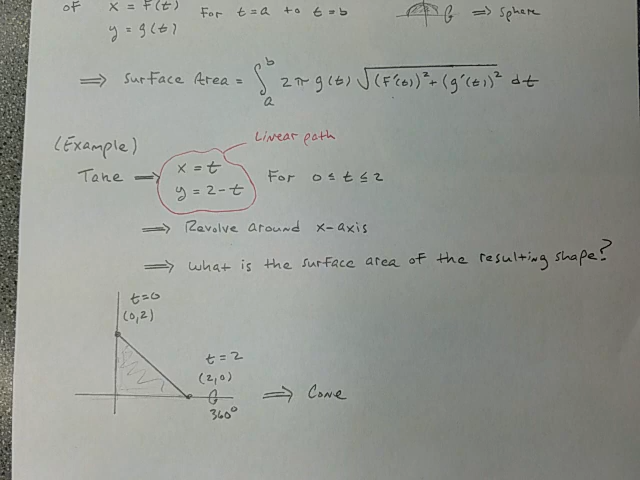 of x = f(t) For t=a to t=b
y = g(t)
⟹ sphere
⟹ Surface Area = ∫_a^b 2π g(t) √((F'(t))² + (g'(t))²) dt
(Example)
Linear path
Take ⟹ x = t
y = 2-t For 0 ≤ t ≤ 2
⟹ Revolve around x-axis
⟹ what is the surface area of the resulting shape?
t=0
(0,2)
t=2
(2,0)
360°
⟹ Cone